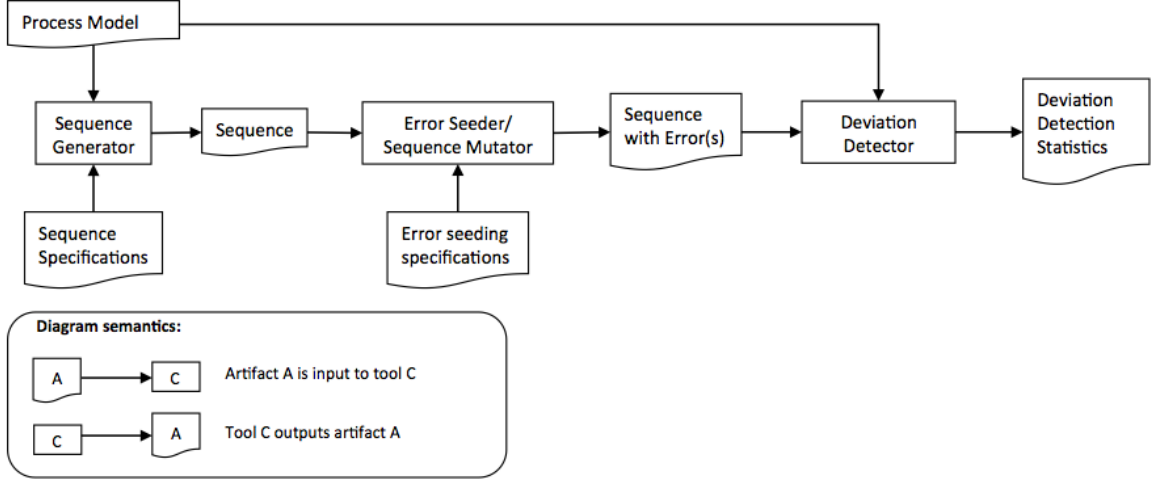 Process Model
Sequence
Generator
Sequence
Error Seeder/
Sequence Mutator
Sequence
with Error(s)
Deviation
Detector
Deviation
Detection
Statistics
Sequence
Specifications
Error seeding
specifications
Diagram semantics:
A
C
Artifact A is input to tool C
C
A
Tool C outputs artifact A